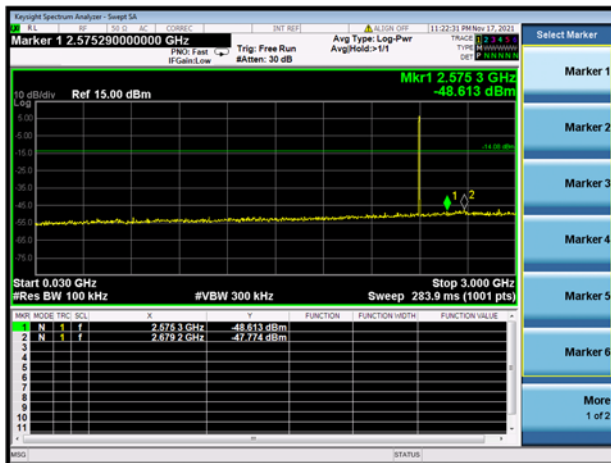 Keysight Spectrum Analyzer - Swept SA
RL RF 50 Ω AC CORREC INT REF ALIGN OFF 11:22:31 PM Nov 17, 2021
Marker 1 2.575290000000 GHz
PNO: Fast
IFGain:Low
Trig: Free Run
#Atten: 30 dB
Avg Type: Log-Pwr
Avg|Hold:>1/1
TRACE 1 2 3 4 5 6
TYPE M W W W W W
DET P N N N N N
Select Marker
Mkr1 2.575 3 GHz
-48.613 dBm
10 dB/div
Log
Ref 15.00 dBm
5.00
-5.00
-15.0
-14.00 dBm
-25.0
-35.0
-45.0
-55.0
-65.0
-75.0
1
2
Start 0.030 GHz
Stop 3.000 GHz
#Res BW 100 kHz
#VBW 300 kHz
Sweep 283.9 ms (1001 pts)
MKR MODE TRC SCL X Y FUNCTION FUNCTION WIDTH FUNCTION VALUE
1 N 1 f 2.575 3 GHz -48.613 dBm
2 N 1 f 2.679 2 GHz -47.774 dBm
3
4
5
6
7
8
9
10
11
MSG
STATUS
Marker 1
Marker 2
Marker 3
Marker 4
Marker 5
Marker 6
More
1 of 2